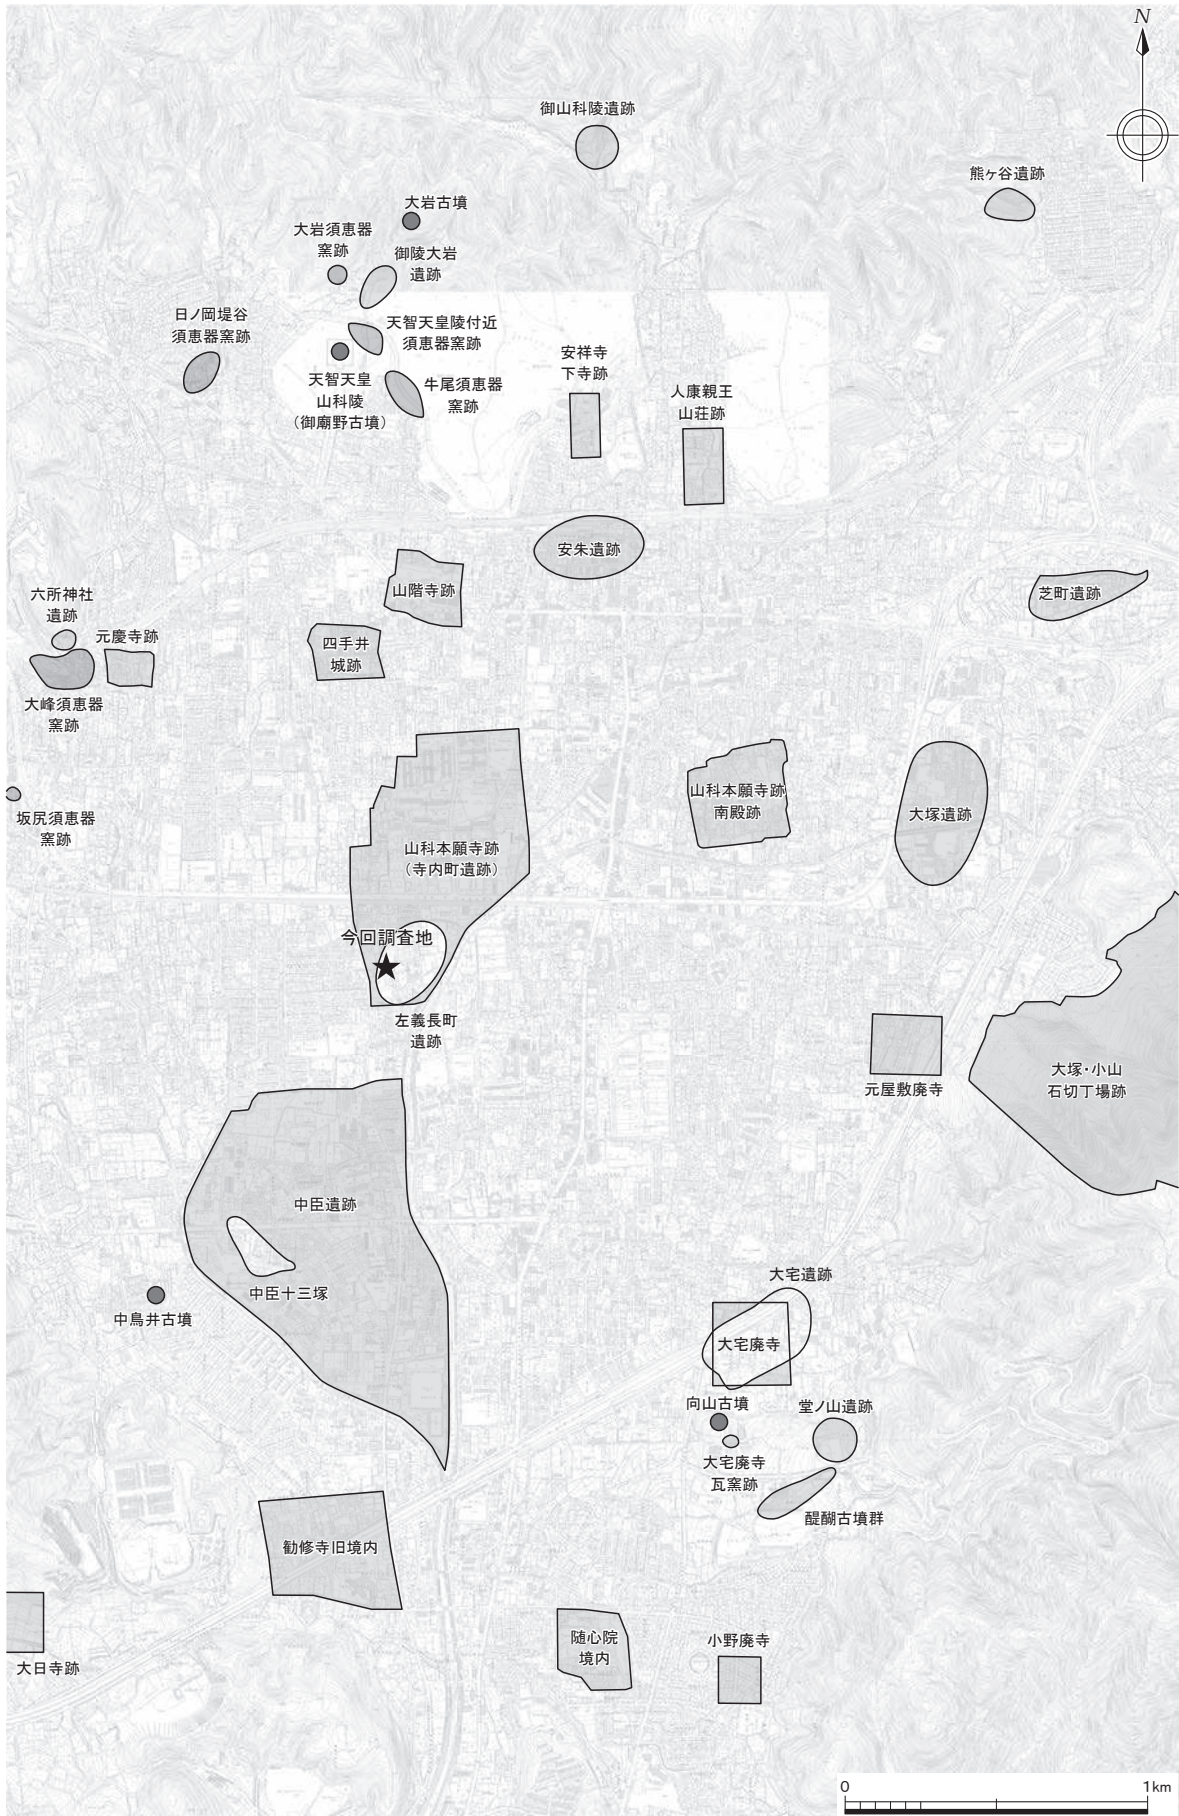 N
御山科陵遺跡
熊ヶ谷遺跡
大岩古墳
大岩須恵器
窯跡
御陵大岩
遺跡
日ノ岡堤谷
須恵器窯跡
天智天皇陵付近
須恵器窯跡
天智天皇
山科陵
（御廟野古墳）
牛尾須恵器
窯跡
安祥寺
下寺跡
人康親王
山荘跡
安朱遺跡
山階寺跡
芝町遺跡
六所神社
遺跡
元慶寺跡
四手井
城跡
大峰須恵器
窯跡
坂尻須恵器
窯跡
山科本願寺跡
（寺内町遺跡）
山科本願寺跡
南殿跡
大塚遺跡
今回調査地
左義長町
遺跡
元屋敷廃寺
大塚・小山
石切丁場跡
中臣遺跡
中臣十三塚
中鳥井古墳
大宅遺跡
大宅廃寺
向山古墳
堂ノ山遺跡
大宅廃寺
瓦窯跡
醍醐古墳群
勧修寺旧境内
大日寺跡
随心院
境内
小野廃寺
0
1km